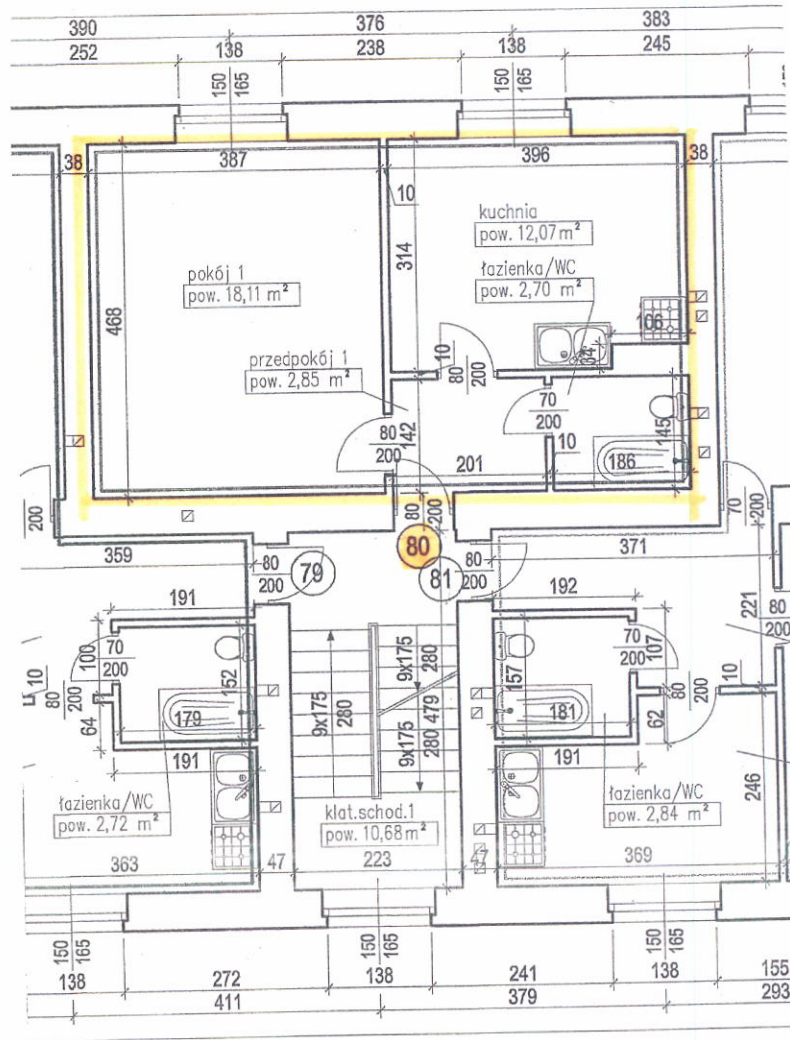 390 376 383
252 138 238 138 245
150 165 150 165
38 387 396 38
10
kuchnia
pow. 12,07 m²
314
łazienka/WC
pow. 2,70 m²
pokój 1
pow. 18,11 m²
468
106
64
przedpokój 1
pow. 2,85 m²
10
80 200
70 200
80 200
142
10
145
201
186
200
80 200
70 200
80
359
79
80 200
81
80 200
371
191
192
221
80 200
100
70 200
152
9x175 280
9x175 280
479
9x175 280
157
70 200
107
10
80 200
10
80 200
64
179
181
62
191
191
246
łazienka/WC
pow. 2,72 m²
klat.schod.1
pow. 10,68 m²
łazienka/WC
pow. 2,84 m²
363 47 223 47 369
150 165 150 165 150 165
138 272 138 241 138 155
411 379 293